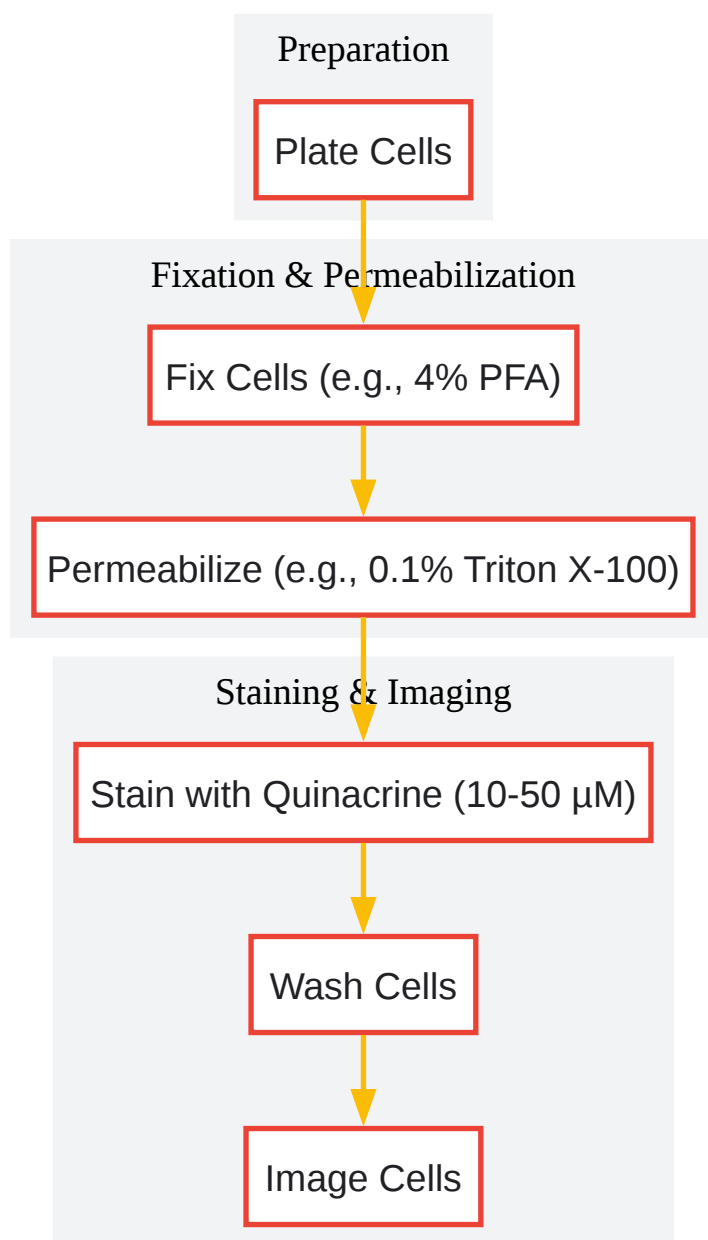 Preparation
Plate Cells
Fixation & Permeabilization
Fix Cells (e.g., 4% PFA)
Permeabilize (e.g., 0.1% Triton X-100)
Staining & Imaging
Stain with Quinacrine (10-50 µM)
Wash Cells
Image Cells